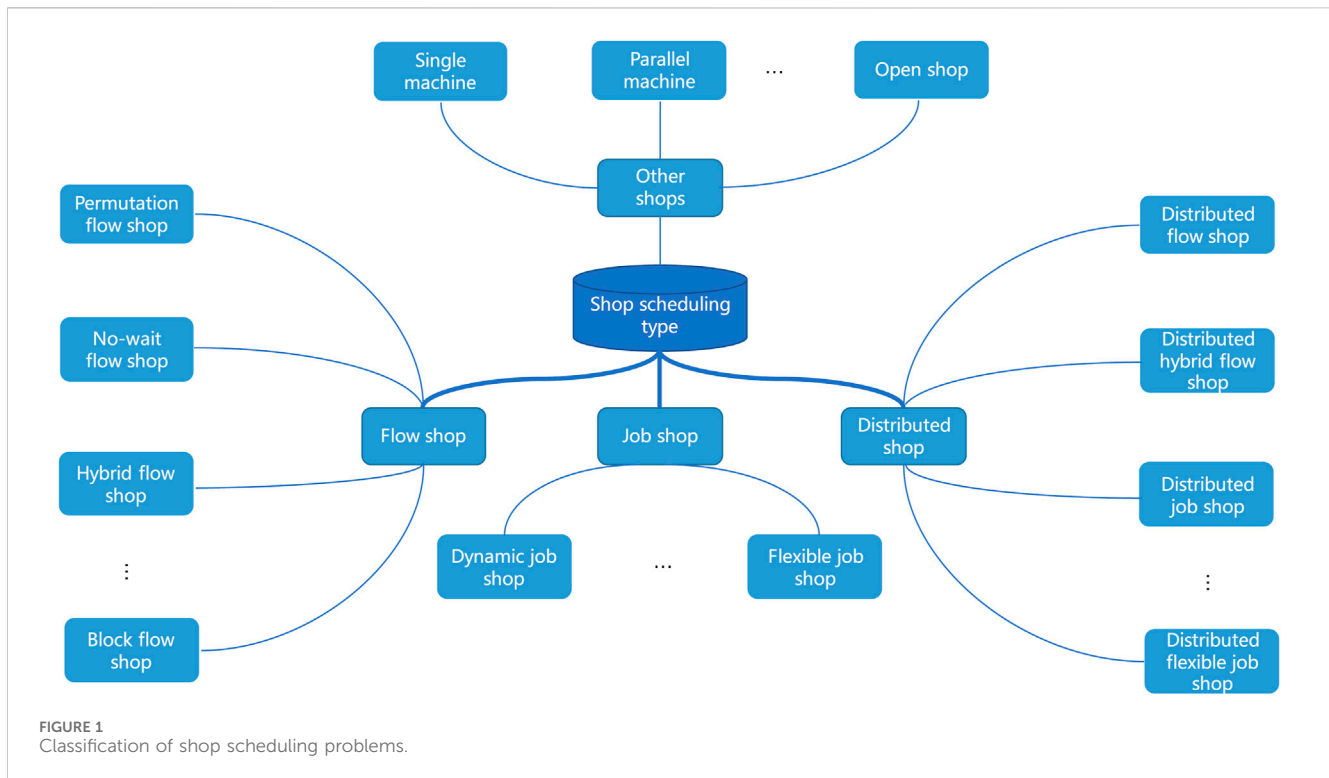 Single
machine
Parallel
machine
...
Open shop
Other
shops
Permutation
flow shop
Distributed
flow shop
Shop scheduling
type
No-wait
flow shop
Distributed
hybrid flow
shop
Flow shop
Job shop
Distributed
shop
Hybrid flow
shop
Distributed
job shop
Dynamic job
shop
...
Flexible job
shop
⋮
⋮
Block flow
shop
Distributed
flexible job
shop
FIGURE 1
Classification of shop scheduling problems.